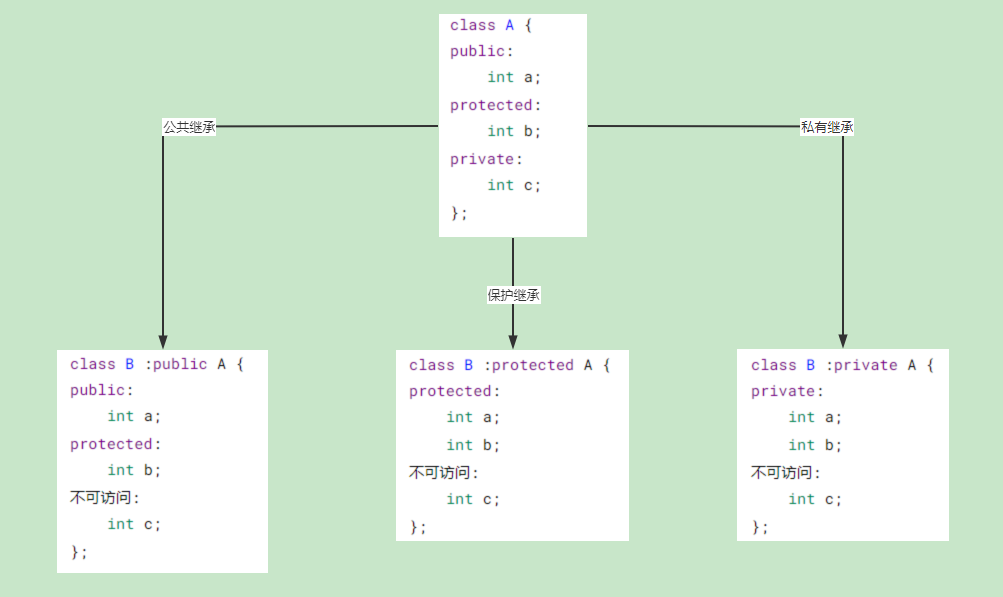 class A {
public:
    int a;
protected:
    int b;
private:
    int c;
};
公共继承
私有继承
保护继承
class B :public A {
public:
    int a;
protected:
    int b;
不可访问:
    int c;
};
class B :protected A {
protected:
    int a;
    int b;
不可访问:
    int c;
};
class B :private A {
private:
    int a;
    int b;
不可访问:
    int c;
};